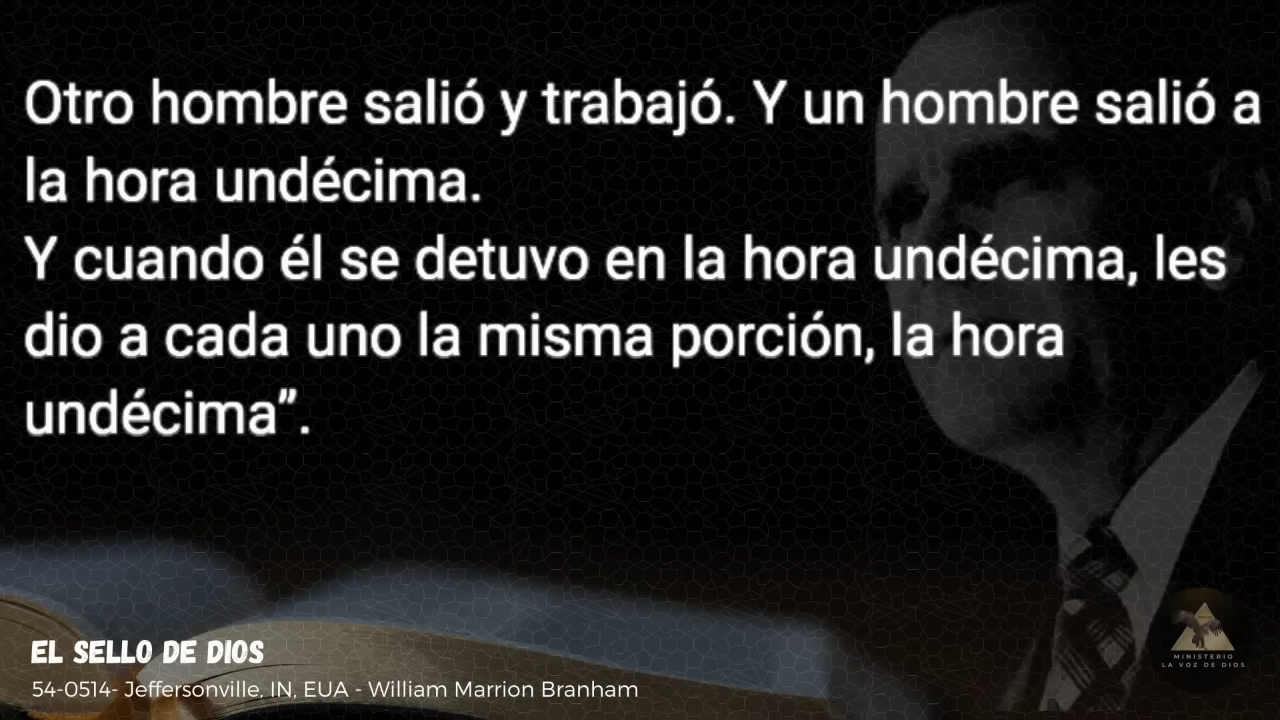 Otro hombre salió y trabajó. Y un hombre salió a
la hora undécima.
Y cuando él se detuvo en la hora undécima, les
dio a cada uno la misma porción, la hora
undécima”.
EL SELLO DE DIOS
54-0514- Jeffersonville, IN, EUA - William Marrion Branham
MINISTERIO
LA VOZ DE DIOS